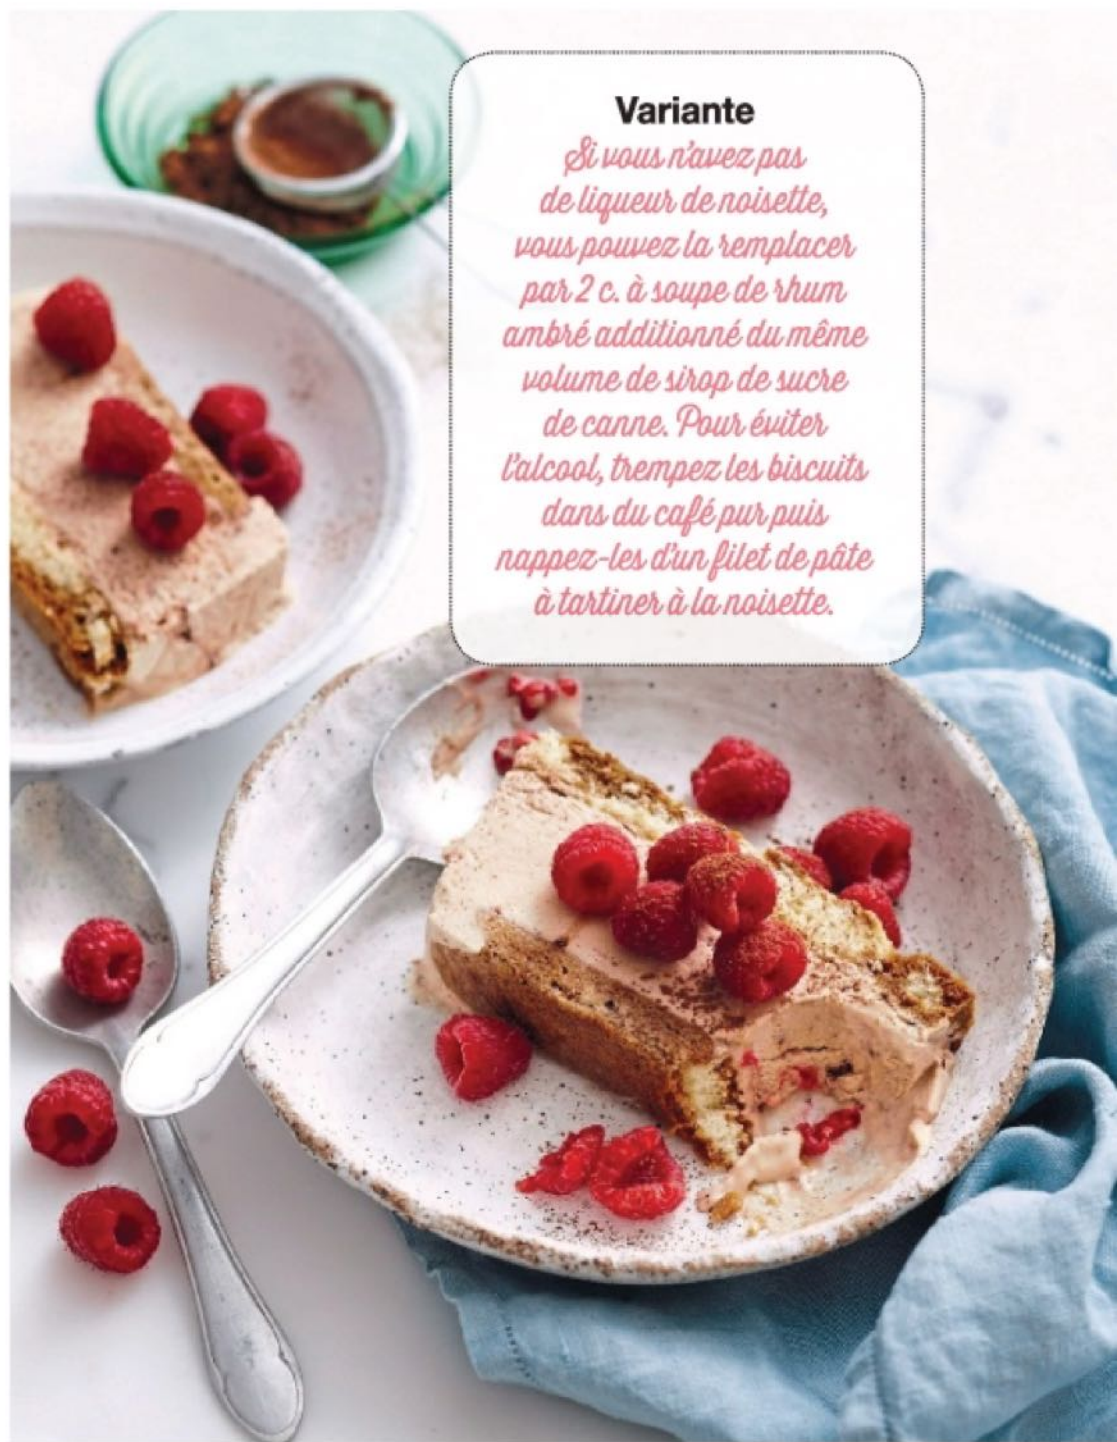 Variante
Si vous n'avez pas
de liqueur de noisette,
vous pouvez la remplacer
par 2 c. à soupe de rhum
ambré additionné du même
volume de sirop de sucre
de canne. Pour éviter
l'alcool, trempez les biscuits
dans du café pur puis
nappez-les d'un filet de pâte
à tartiner à la noisette.